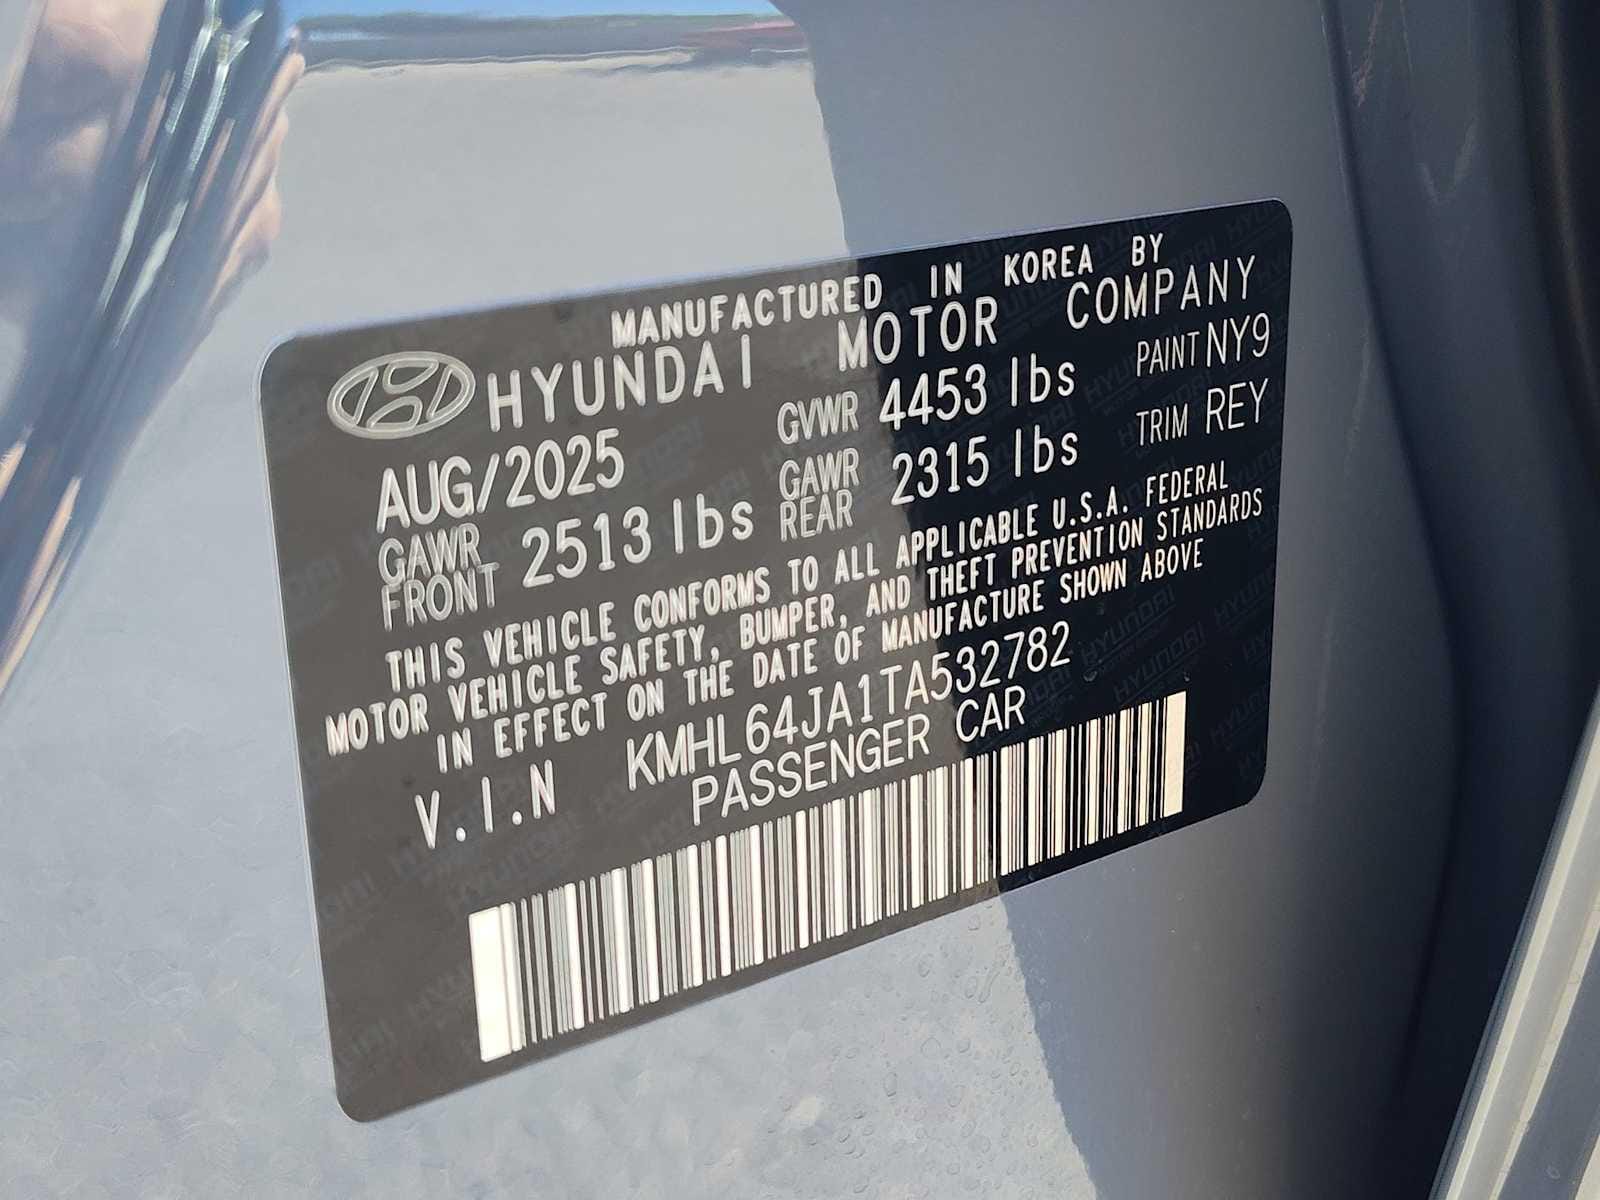 MANUFACTURED IN KOREA BY
HYUNDAI MOTOR COMPANY
AUG/2025 GVWR 4453 lbs PAINT NY9
GAWR FRONT 2513 lbs GAWR REAR 2315 lbs TRIM REY
THIS VEHICLE CONFORMS TO ALL APPLICABLE U.S.A. FEDERAL
MOTOR VEHICLE SAFETY, BUMPER, AND THEFT PREVENTION STANDARDS
IN EFFECT ON THE DATE OF MANUFACTURE SHOWN ABOVE
V.I.N KMHL64JA1TA532782
PASSENGER CAR